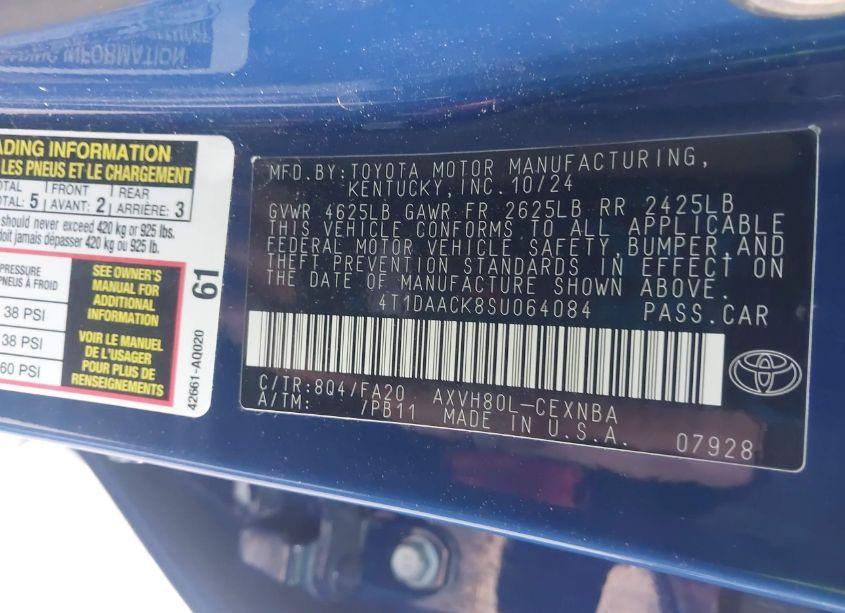 ADING INFORMATION
LES PNEUS ET LE CHARGEMENT
TOTAL FRONT REAR
TOTAL: 5 AVANT: 2 ARRIÈRE: 3
should never exceed 420 kg or 925 lbs.
doit jamais dépasser 420 kg ou 925 lb.
PRESSURE
PNEUS À FROID
38 PSI
38 PSI
60 PSI
SEE OWNER'S
MANUAL FOR
ADDITIONAL
INFORMATION
VOIR LE MANUEL
DE L'USAGER
POUR PLUS DE
RENSEIGNEMENTS
61
42661-AQ020
MFD.BY:TOYOTA MOTOR MANUFACTURING,
KENTUCKY, INC. 10/24
GVWR 4625LB GAWR FR 2625LB RR 2425LB
THIS VEHICLE CONFORMS TO ALL APPLICABLE
FEDERAL MOTOR VEHICLE SAFETY, BUMPER, AND
THEFT PREVENTION STANDARDS IN EFFECT ON
THE DATE OF MANUFACTURE SHOWN ABOVE.
4T1DAACK8SU064084 PASS.CAR
C/TR:8Q4/FA20 AXVH80L-CEXNBA
A/TM: /PB11 MADE IN U.S.A. 07928